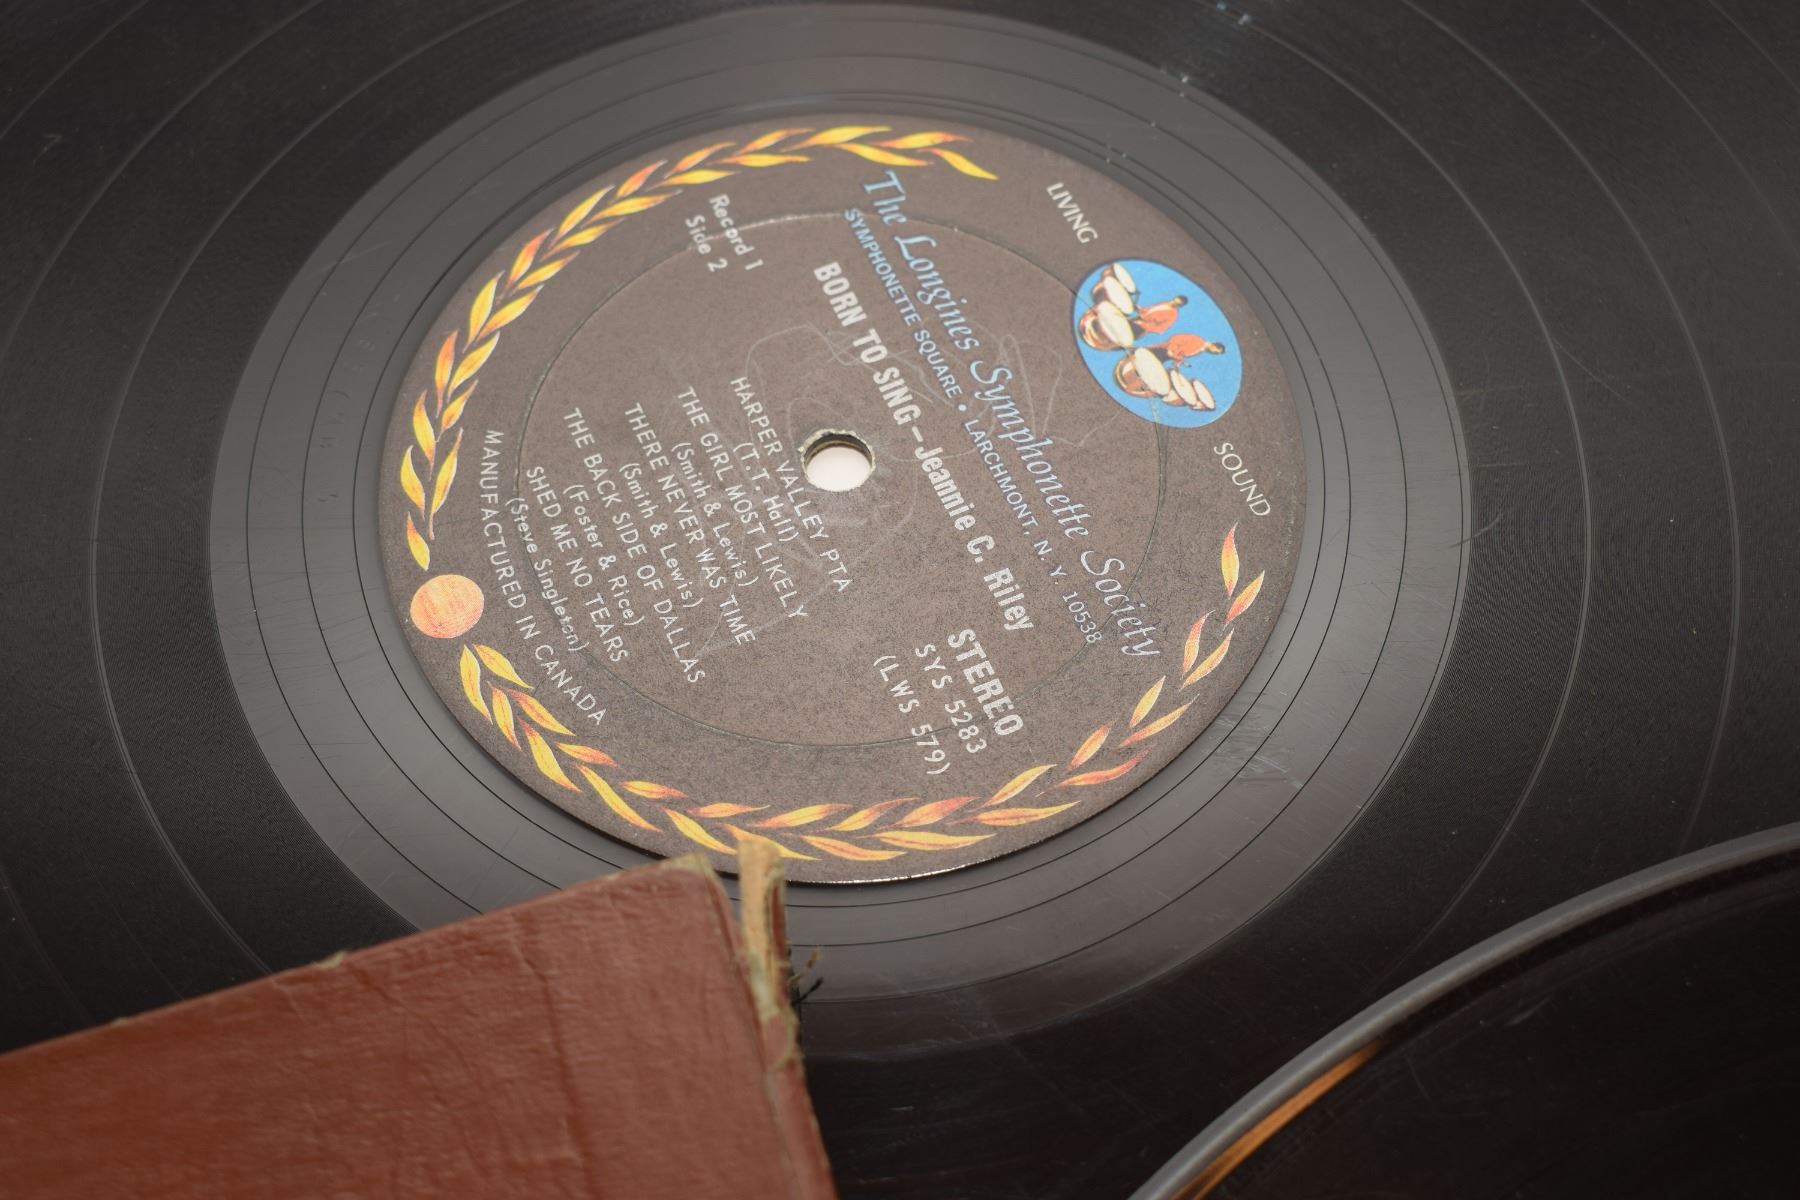 LIVING SOUND
The Longines Symphonette Society
SYMPHONETTE SQUARE • LARCHMONT, N. Y. 10538
BORN TO SING – Jeannie C. Riley
Record 1
Side 2
STEREO
SYS 5283
(LWS 579)
HARPER VALLEY PTA
(T.T. Hall)
THE GIRL MOST LIKELY
(Smith & Lewis)
THERE NEVER WAS TIME
(Smith & Lewis)
THE BACK SIDE OF DALLAS
(Foster & Rice)
SHED ME NO TEARS
(Steve Singleton)
MANUFACTURED IN CANADA